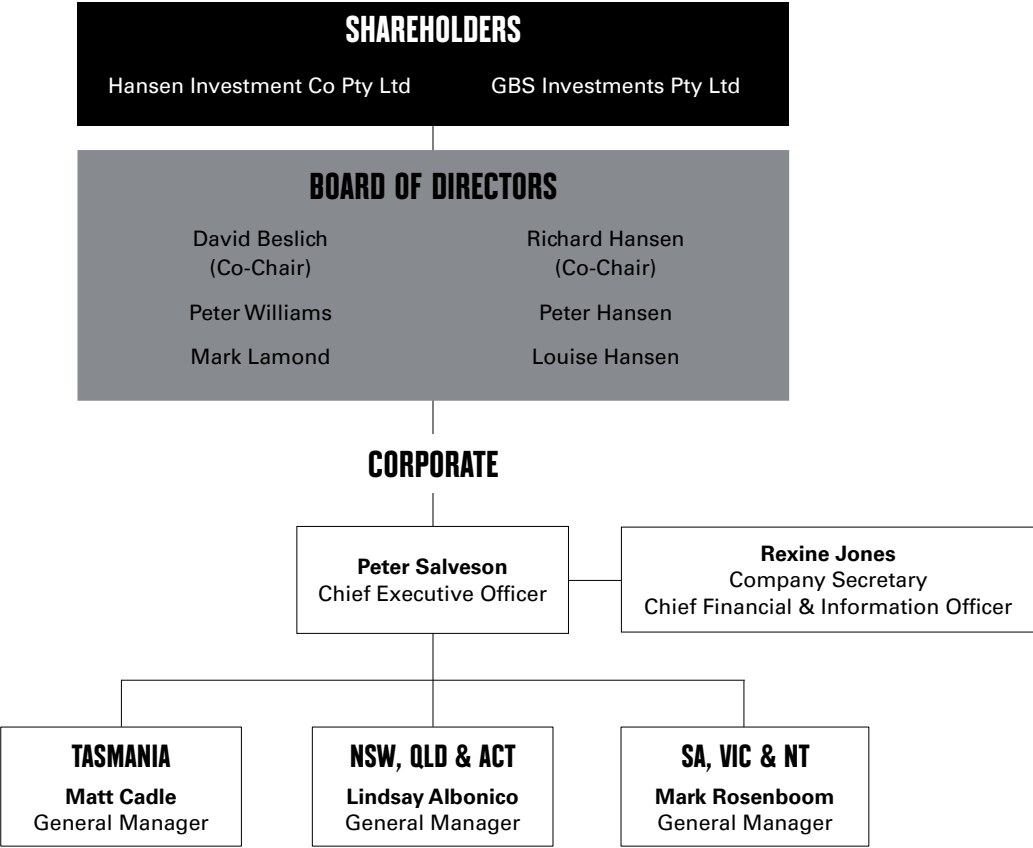 SHAREHOLDERS
Hansen Investment Co Pty Ltd
GBS Investments Pty Ltd
BOARD OF DIRECTORS
David Beslich
(Co-Chair)
Peter Williams
Mark Lamond
Richard Hansen
(Co-Chair)
Peter Hansen
Louise Hansen
CORPORATE
Peter Salveson
Chief Executive Officer
Rexine Jones
Company Secretary
Chief Financial & Information Officer
TASMANIA
Matt Cadle
General Manager
NSW, QLD & ACT
Lindsay Albonico
General Manager
SA, VIC & NT
Mark Rosenboom
General Manager